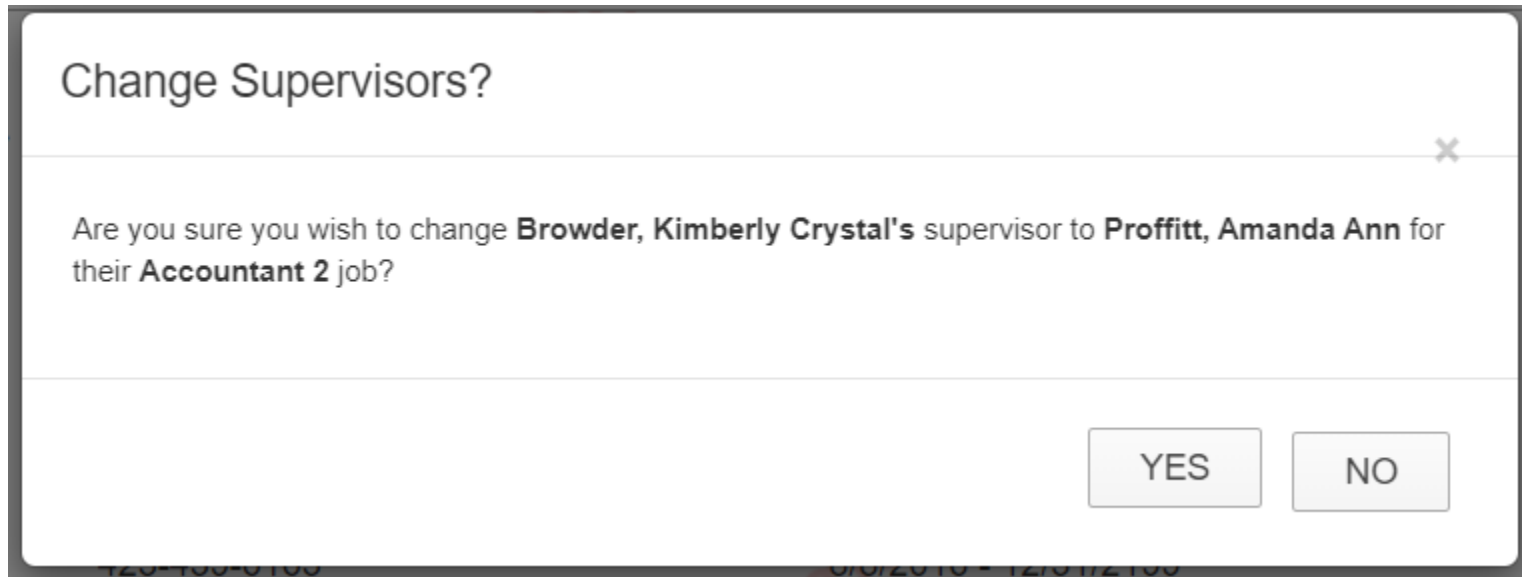 Change Supervisors?
×
Are you sure you wish to change Browder, Kimberly Crystal's supervisor to Proffitt, Amanda Ann for
their Accountant 2 job?
YES NO